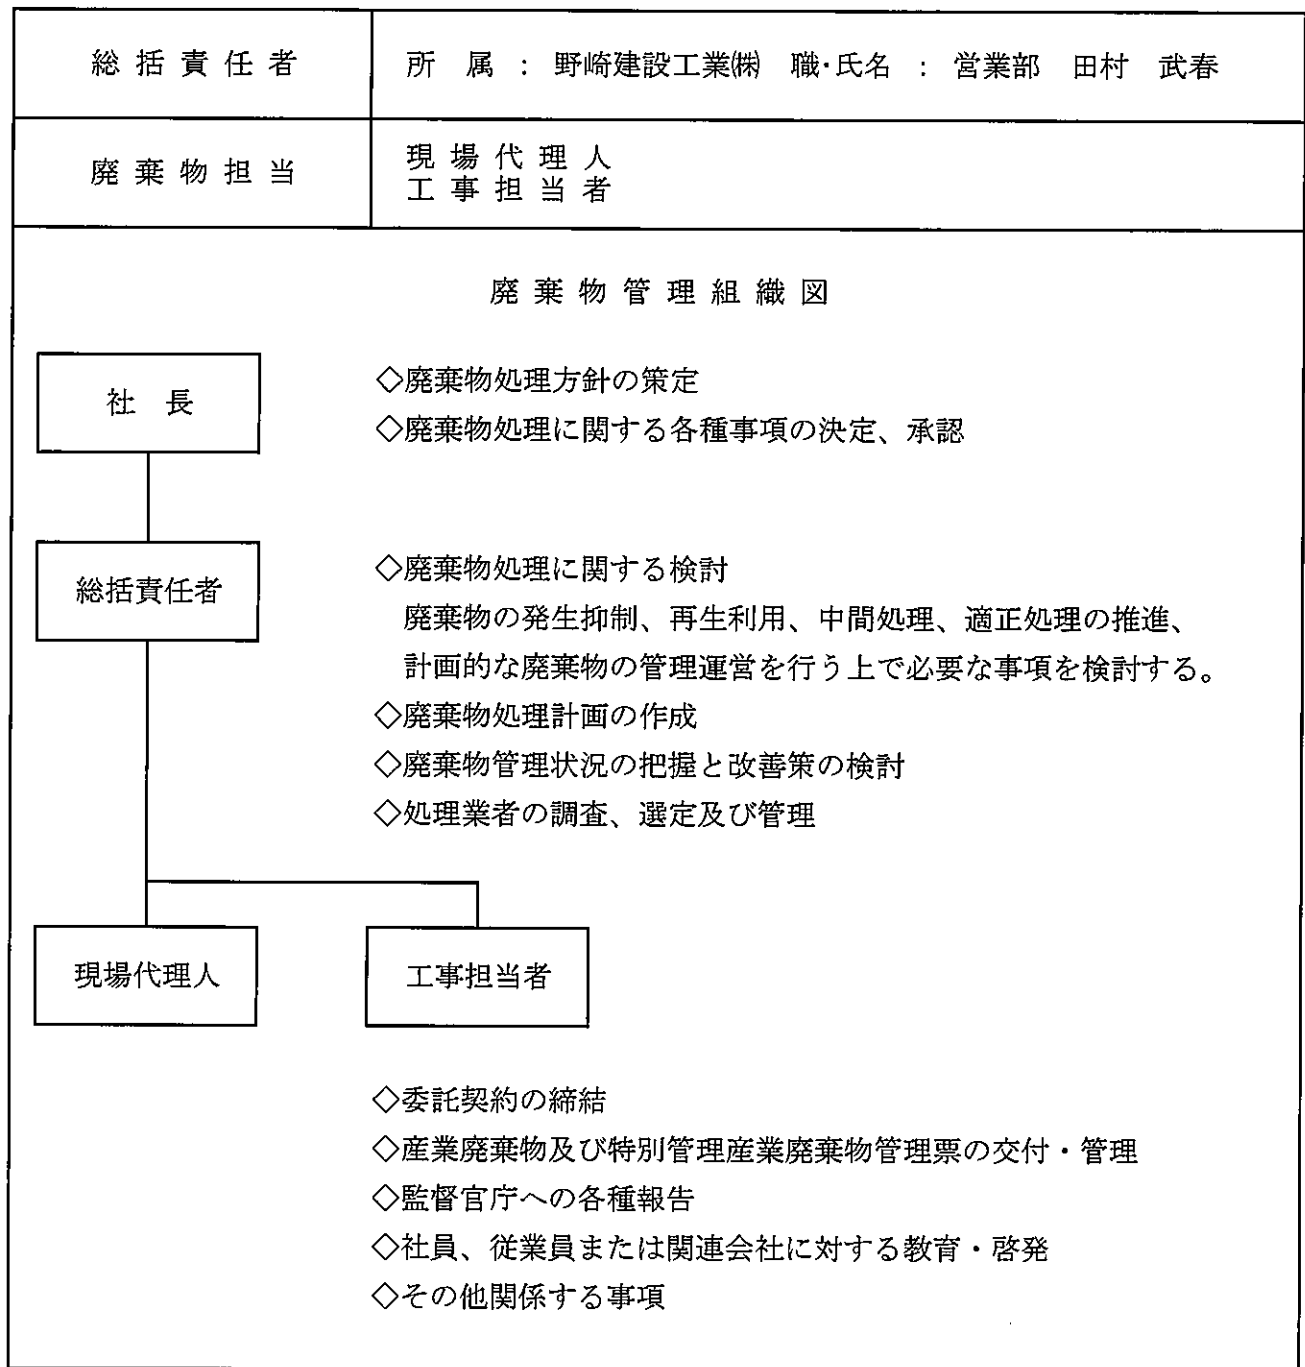 総括責任者
所属：野崎建設工業㈱ 職・氏名：営業部 田村 武春
廃棄物担当
現場代理人
工事担当者
廃棄物管理組織図
社長
◇廃棄物処理方針の策定
◇廃棄物処理に関する各種事項の決定、承認
総括責任者
◇廃棄物処理に関する検討
廃棄物の発生抑制、再生利用、中間処理、適正処理の推進、
計画的な廃棄物の管理運営を行う上で必要な事項を検討する。
◇廃棄物処理計画の作成
◇廃棄物管理状況の把握と改善策の検討
◇処理業者の調査、選定及び管理
現場代理人
工事担当者
◇委託契約の締結
◇産業廃棄物及び特別管理産業廃棄物管理票の交付・管理
◇監督官庁への各種報告
◇社員、従業員または関連会社に対する教育・啓発
◇その他関係する事項